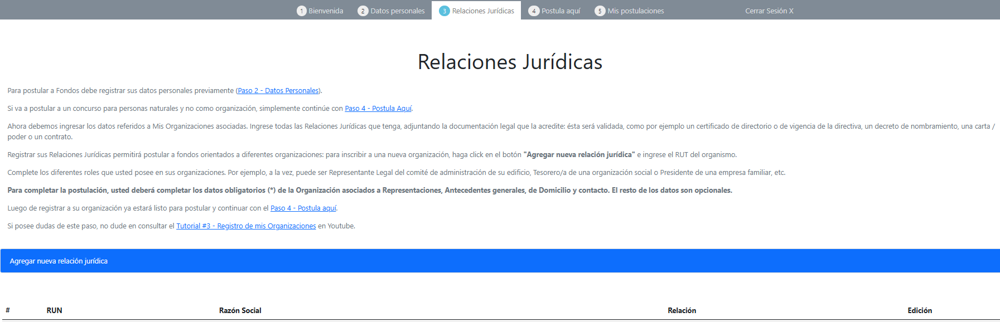 1 Bienvenida 2 Datos personales 3 Relaciones Jurídicas 4 Postula aquí 5 Mis postulaciones Cerrar Sesión X
Relaciones Jurídicas
Para postular a Fondos debe registrar sus datos personales previamente (Paso 2 - Datos Personales).
Si va a postular a un concurso para personas naturales y no como organización, simplemente continúe con Paso 4 - Postula Aquí.
Ahora debemos ingresar los datos referidos a Mis Organizaciones asociadas. Ingrese todas las Relaciones Jurídicas que tenga, adjuntando la documentación legal que la acredite: ésta será validada, como por ejemplo un certificado de directorio o de vigencia de la directiva, un decreto de nombramiento, una carta /
poder o un contrato.
Registrar sus Relaciones Jurídicas permitirá postular a fondos orientados a diferentes organizaciones: para inscribir a una nueva organización, haga click en el botón "Agregar nueva relación jurídica" e ingrese el RUT del organismo.
Complete los diferentes roles que usted posee en sus organizaciones. Por ejemplo, a la vez, puede ser Representante Legal del comité de administración de su edificio, Tesorero/a de una organización social o Presidente de una empresa familiar, etc.
Para completar la postulación, usted deberá completar los datos obligatorios (*) de la Organización asociados a Representaciones, Antecedentes generales, de Domicilio y contacto. El resto de los datos son opcionales.
Luego de registrar a su organización ya estará listo para postular y continuar con el Paso 4 - Postula aquí.
Si posee dudas de este paso, no dude en consultar el Tutorial #3 - Registro de mis Organizaciones en Youtube.
Agregar nueva relación jurídica
# RUN Razón Social Relación Edición